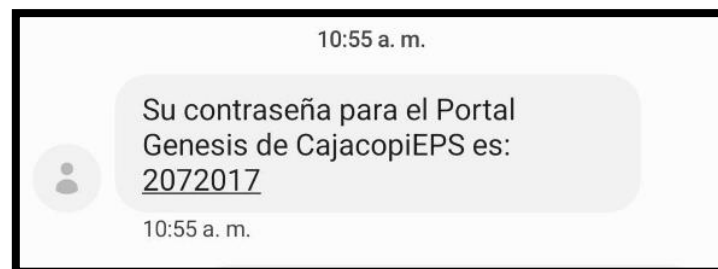 10:55 a. m.
Su contraseña para el Portal
Genesis de CajacopiEPS es:
2072017
10:55 a. m.